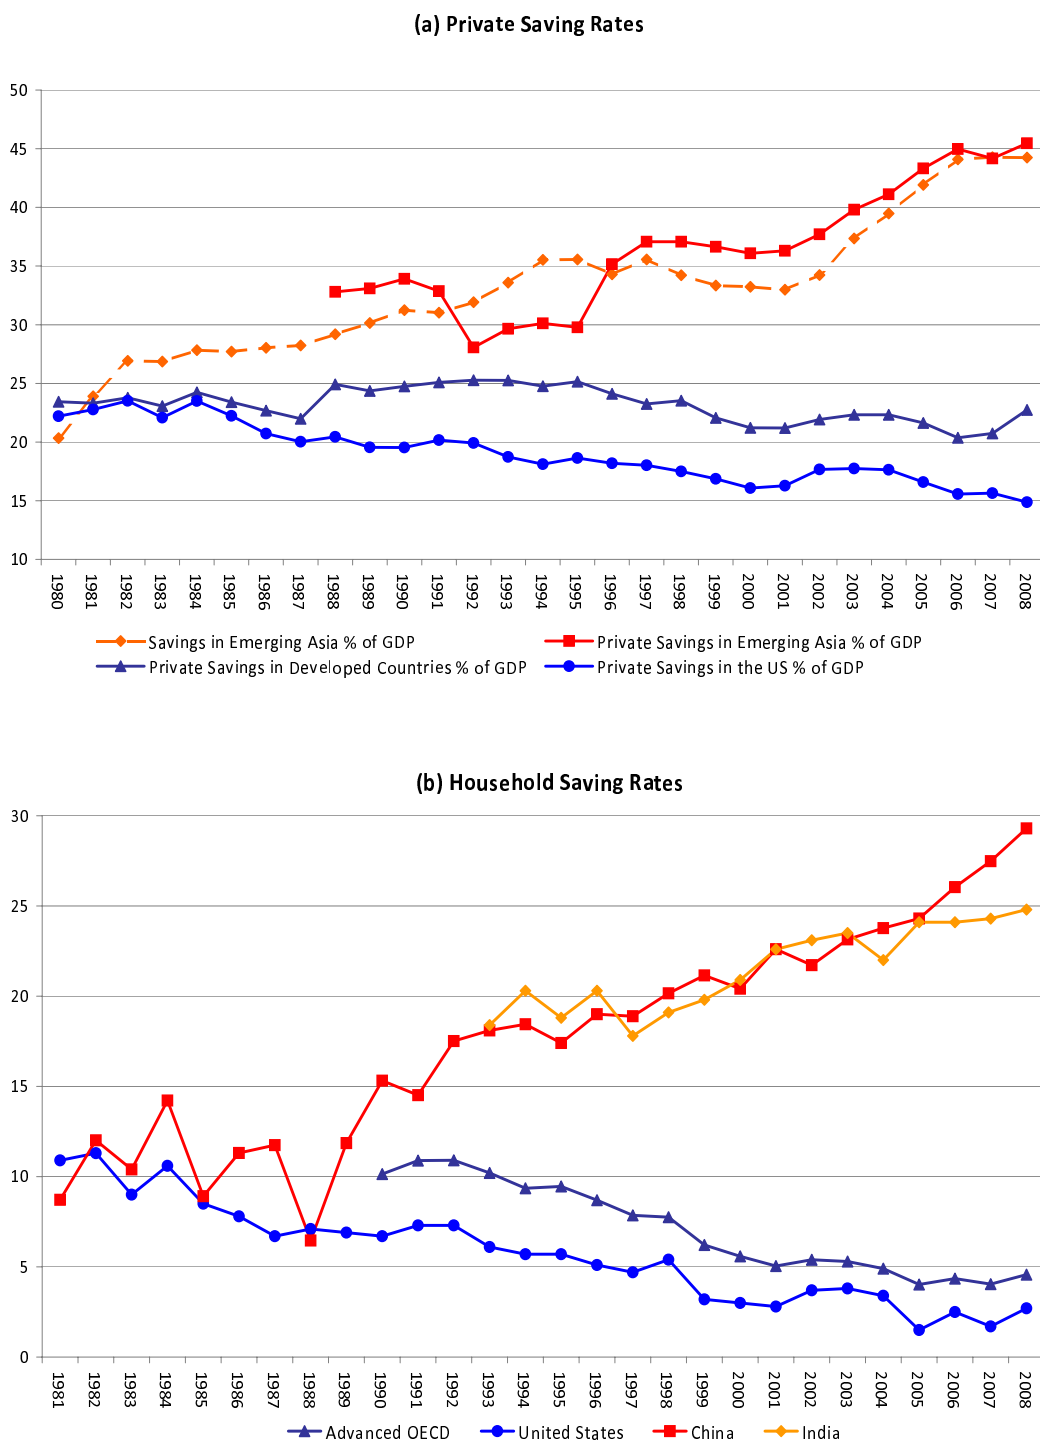 (a) Private Saving Rates
50
45
40
35
30
25
20
15
10
1980 1981 1982 1983 1984 1985 1986 1987 1988 1989 1990 1991 1992 1993 1994 1995 1996 1997 1998 1999 2000 2001 2002 2003 2004 2005 2006 2007 2008
Savings in Emerging Asia % of GDP Private Savings in Emerging Asia % of GDP
Private Savings in Developed Countries % of GDP Private Savings in the US % of GDP
(b) Household Saving Rates
30
25
20
15
10
5
0
1981 1982 1983 1984 1985 1986 1987 1988 1989 1990 1991 1992 1993 1994 1995 1996 1997 1998 1999 2000 2001 2002 2003 2004 2005 2006 2007 2008
Advanced OECD United States China India